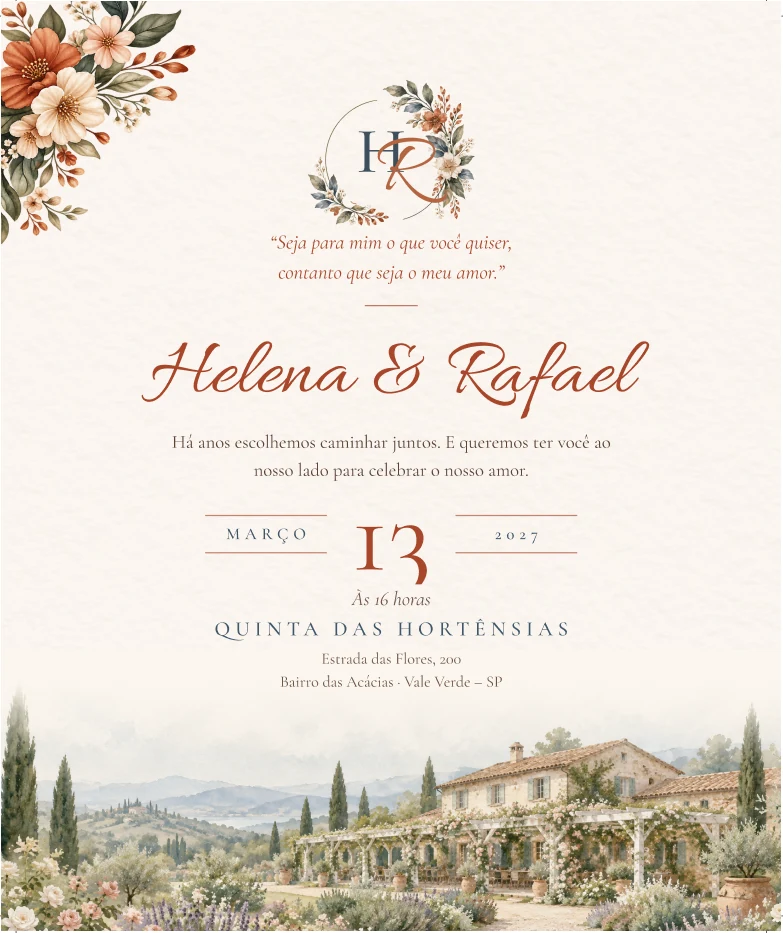 HR
“Seja para mim o que você quiser,
contanto que seja o meu amor.”
Helena & Rafael
Há anos escolhemos caminhar juntos. E queremos ter você ao
nosso lado para celebrar o nosso amor.
MARÇO 13 2027
Às 16 horas
QUINTA DAS HORTÊNSIAS
Estrada das Flores, 200
Bairro das Acácias · Vale Verde – SP